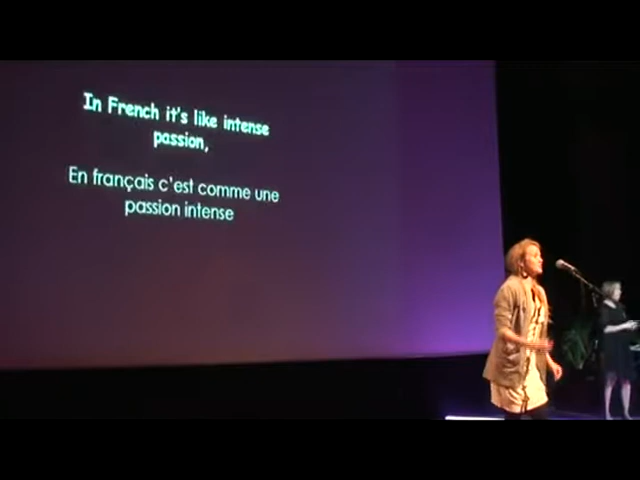 In French it's like intense
passion,
En français c'est comme une
passion intense